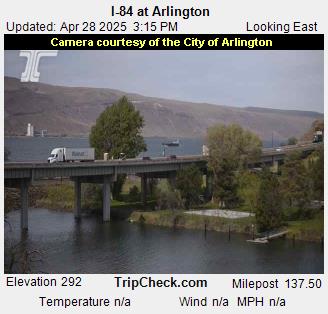 I-84 at Arlington
Updated: Apr 28 2025 3:15 PM Looking East
Camera courtesy of the City of Arlington
Elevation 292 TripCheck.com Milepost 137.50
Temperature n/a Wind n/a MPH n/a